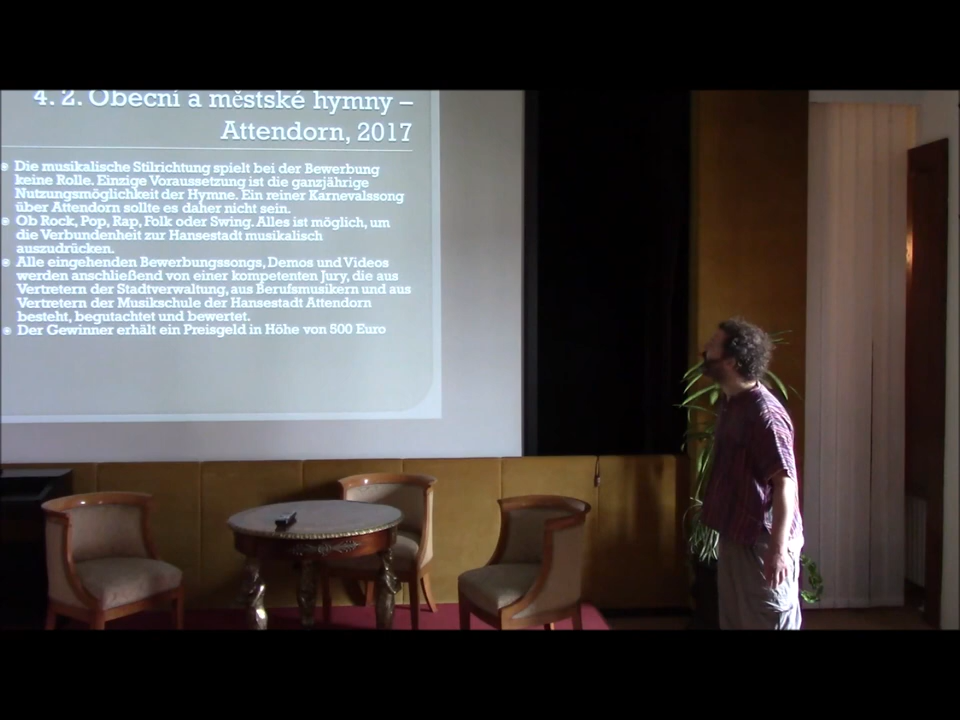 4. 2. Obecní a městské hymny –
Attendorn, 2017
Die musikalische Stilrichtung spielt bei der Bewerbung
keine Rolle. Einzige Voraussetzung ist die ganzjährige
Nutzungsmöglichkeit der Hymne. Ein reiner Karnevalssong
über Attendorn sollte es daher nicht sein.
Ob Rock, Pop, Rap, Folk oder Swing. Alles ist möglich, um
die Verbundenheit zur Hansestadt musikalisch
auszudrücken.
Alle eingehenden Bewerbungssongs, Demos und Videos
werden anschließend von einer kompetenten Jury, die aus
Vertretern der Stadtverwaltung, aus Berufsmusikern und aus
Vertretern der Musikschule der Hansestadt Attendorn
besteht, begutachtet und bewertet.
Der Gewinner erhält ein Preisgeld in Höhe von 500 Euro